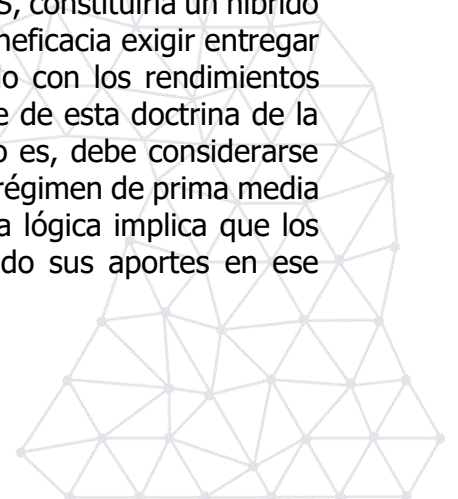 S, constituiría un híbrido
neficacia exigir entregar
do con los rendimientos
e de esta doctrina de la
o es, debe considerarse
régimen de prima media
a lógica implica que los
do sus aportes en ese